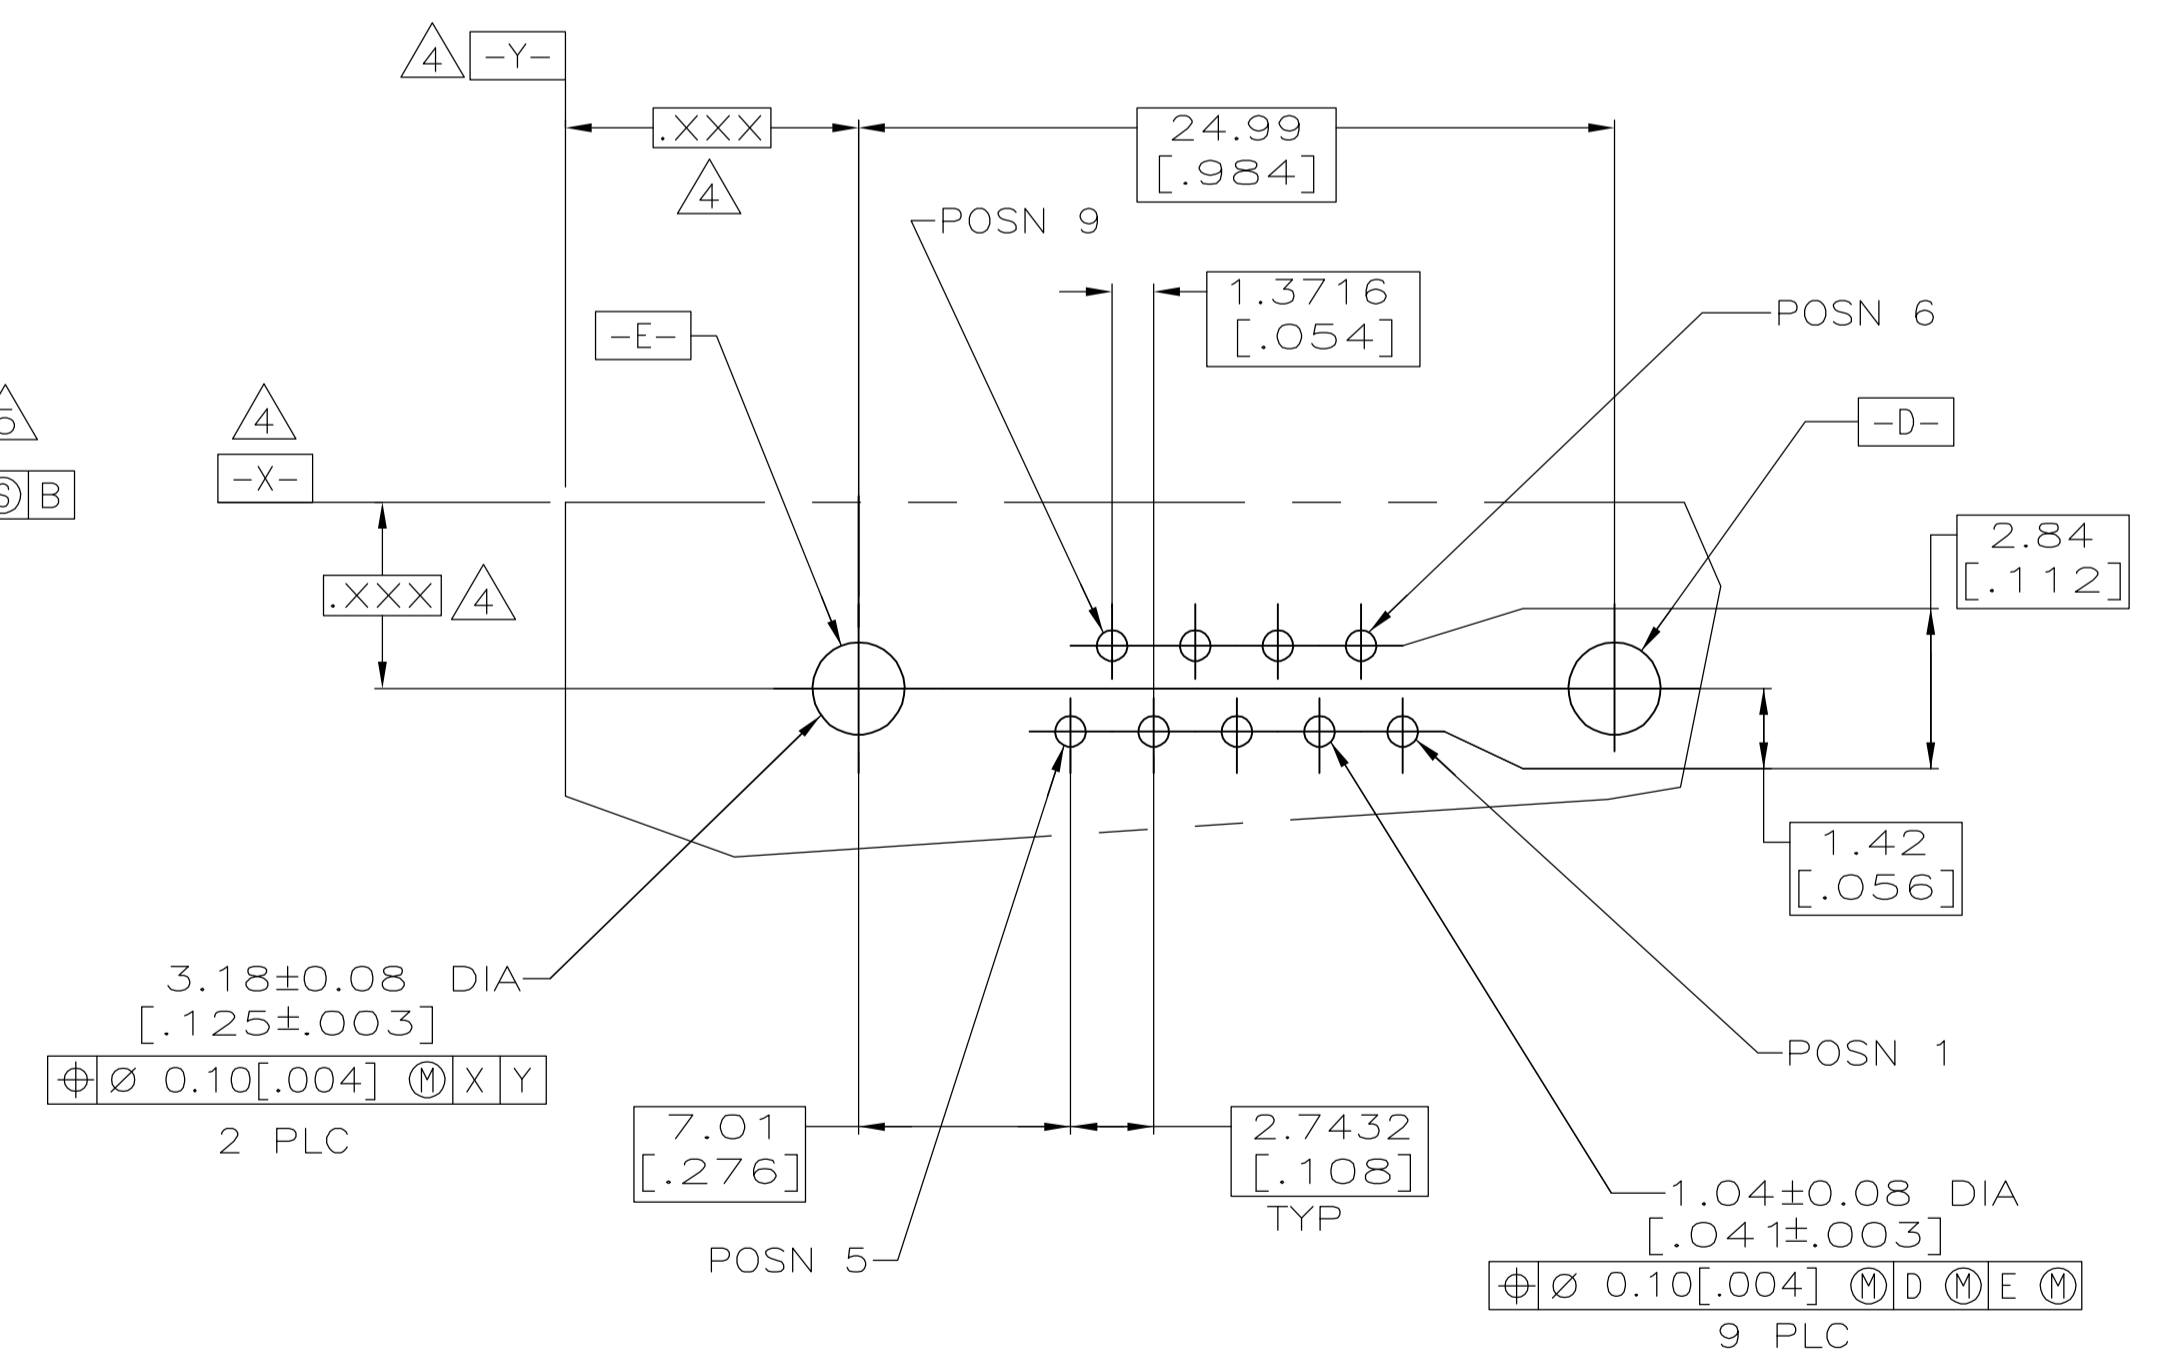 4 -Y-
.XXX
4
24.99
[.984]
POSN 9
1.3716
[.054]
POSN 6
-E-
-D-
5
4
-X-
Ⓢ B
2.84
[.112]
.XXX 4
1.42
[.056]
3.18±0.08 DIA
[.125±.003]
⌖ Ø 0.10[.004] Ⓜ X Y
2 PLC
POSN 1
7.01
[.276]
2.7432
[.108]
TYP
POSN 5
1.04±0.08 DIA
[.041±.003]
⌖ Ø 0.10[.004] Ⓜ D Ⓜ E Ⓜ
9 PLC